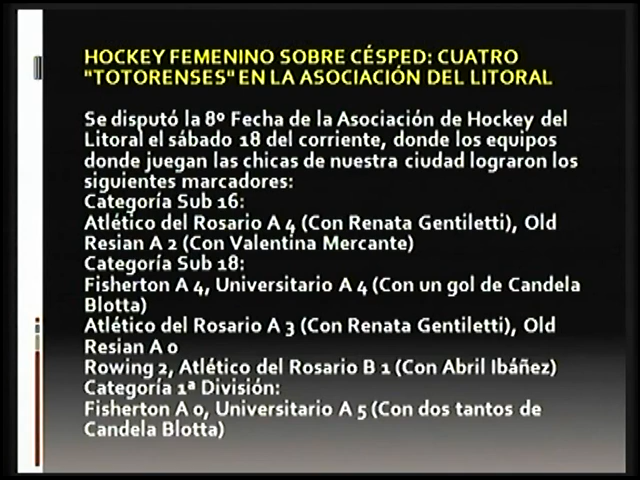 HOCKEY FEMENINO SOBRE CÉSPED: CUATRO
"TOTORENSES" EN LA ASOCIACIÓN DEL LITORAL
Se disputó la 8º Fecha de la Asociación de Hockey del
Litoral el sábado 18 del corriente, donde los equipos
donde juegan las chicas de nuestra ciudad lograron los
siguientes marcadores:
Categoría Sub 16:
Atlético del Rosario A 4 (Con Renata Gentiletti), Old
Resian A 2 (Con Valentina Mercante)
Categoría Sub 18:
Fisherton A 4, Universitario A 4 (Con un gol de Candela
Blotta)
Atlético del Rosario A 3 (Con Renata Gentiletti), Old
Resian A 0
Rowing 2, Atlético del Rosario B 1 (Con Abril Ibáñez)
Categoría 1ª División:
Fisherton A 0, Universitario A 5 (Con dos tantos de
Candela Blotta)